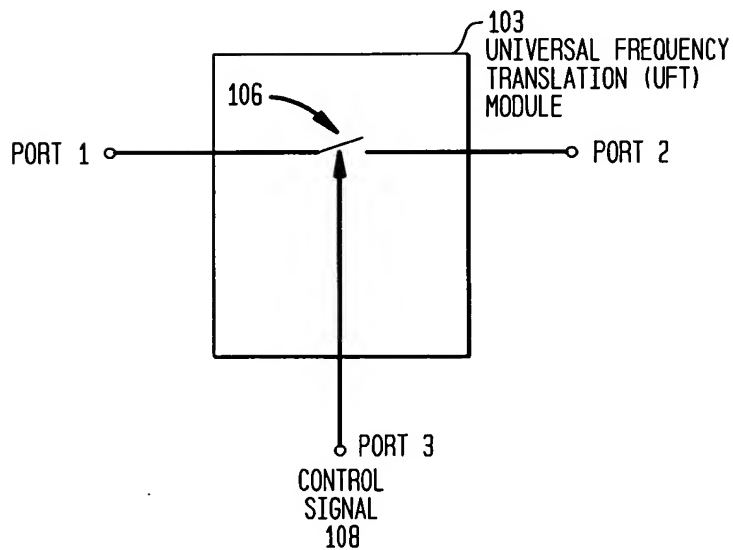 103
UNIVERSAL FREQUENCY
TRANSLATION (UFT)
MODULE
106
PORT 1
PORT 2
PORT 3
CONTROL
SIGNAL
108